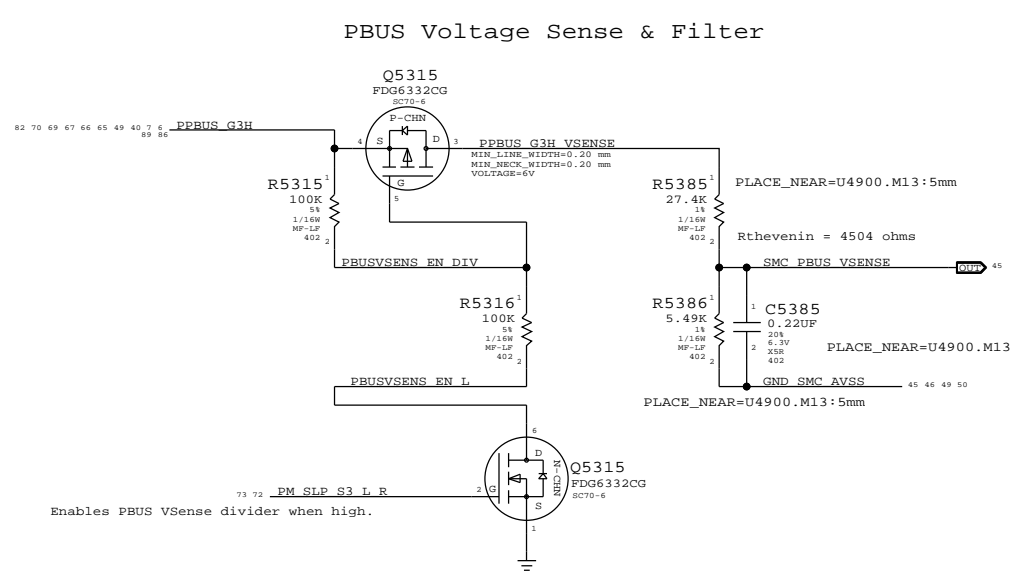 PBUS Voltage Sense & Filter
Q5315
FDG6332CG
SC70-6
P-CHN
82 70 69 67 66 65 49 40 7 6
89 86
PPBUS_G3H
4
S
D
3
G
5
PPBUS_G3H_VSENSE
MIN_LINE_WIDTH=0.20 mm
MIN_NECK_WIDTH=0.20 mm
VOLTAGE=6V
R5315
1
100K
5%
1/16W
MF-LF
402
2
R5385
1
27.4K
1%
1/16W
MF-LF
402
2
PLACE_NEAR=U4900.M13:5mm
Rthevenin = 4504 ohms
PBUSVSENS_EN_DIV
SMC_PBUS_VSENSE
OUT
45
R5316
1
100K
5%
1/16W
MF-LF
402
2
R5386
1
5.49K
1%
1/16W
MF-LF
402
2
1
C5385
0.22UF
20%
6.3V
X5R
402
2
PLACE_NEAR=U4900.M13
PBUSVSENS_EN_L
GND_SMC_AVSS
45 46 49 50
PLACE_NEAR=U4900.M13:5mm
6
D
N-CHN
Q5315
FDG6332CG
SC70-6
73 72
PM_SLP_S3_L_R
2
G
S
1
Enables PBUS VSense divider when high.